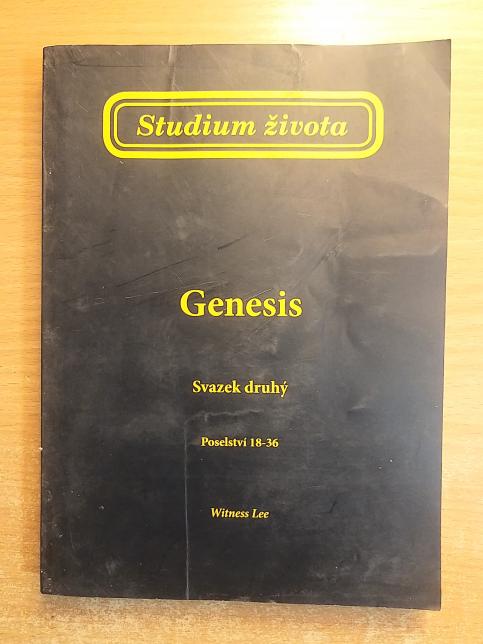 Studium života
Genesis
Svazek druhý
Poselství 18-36
Witness Lee